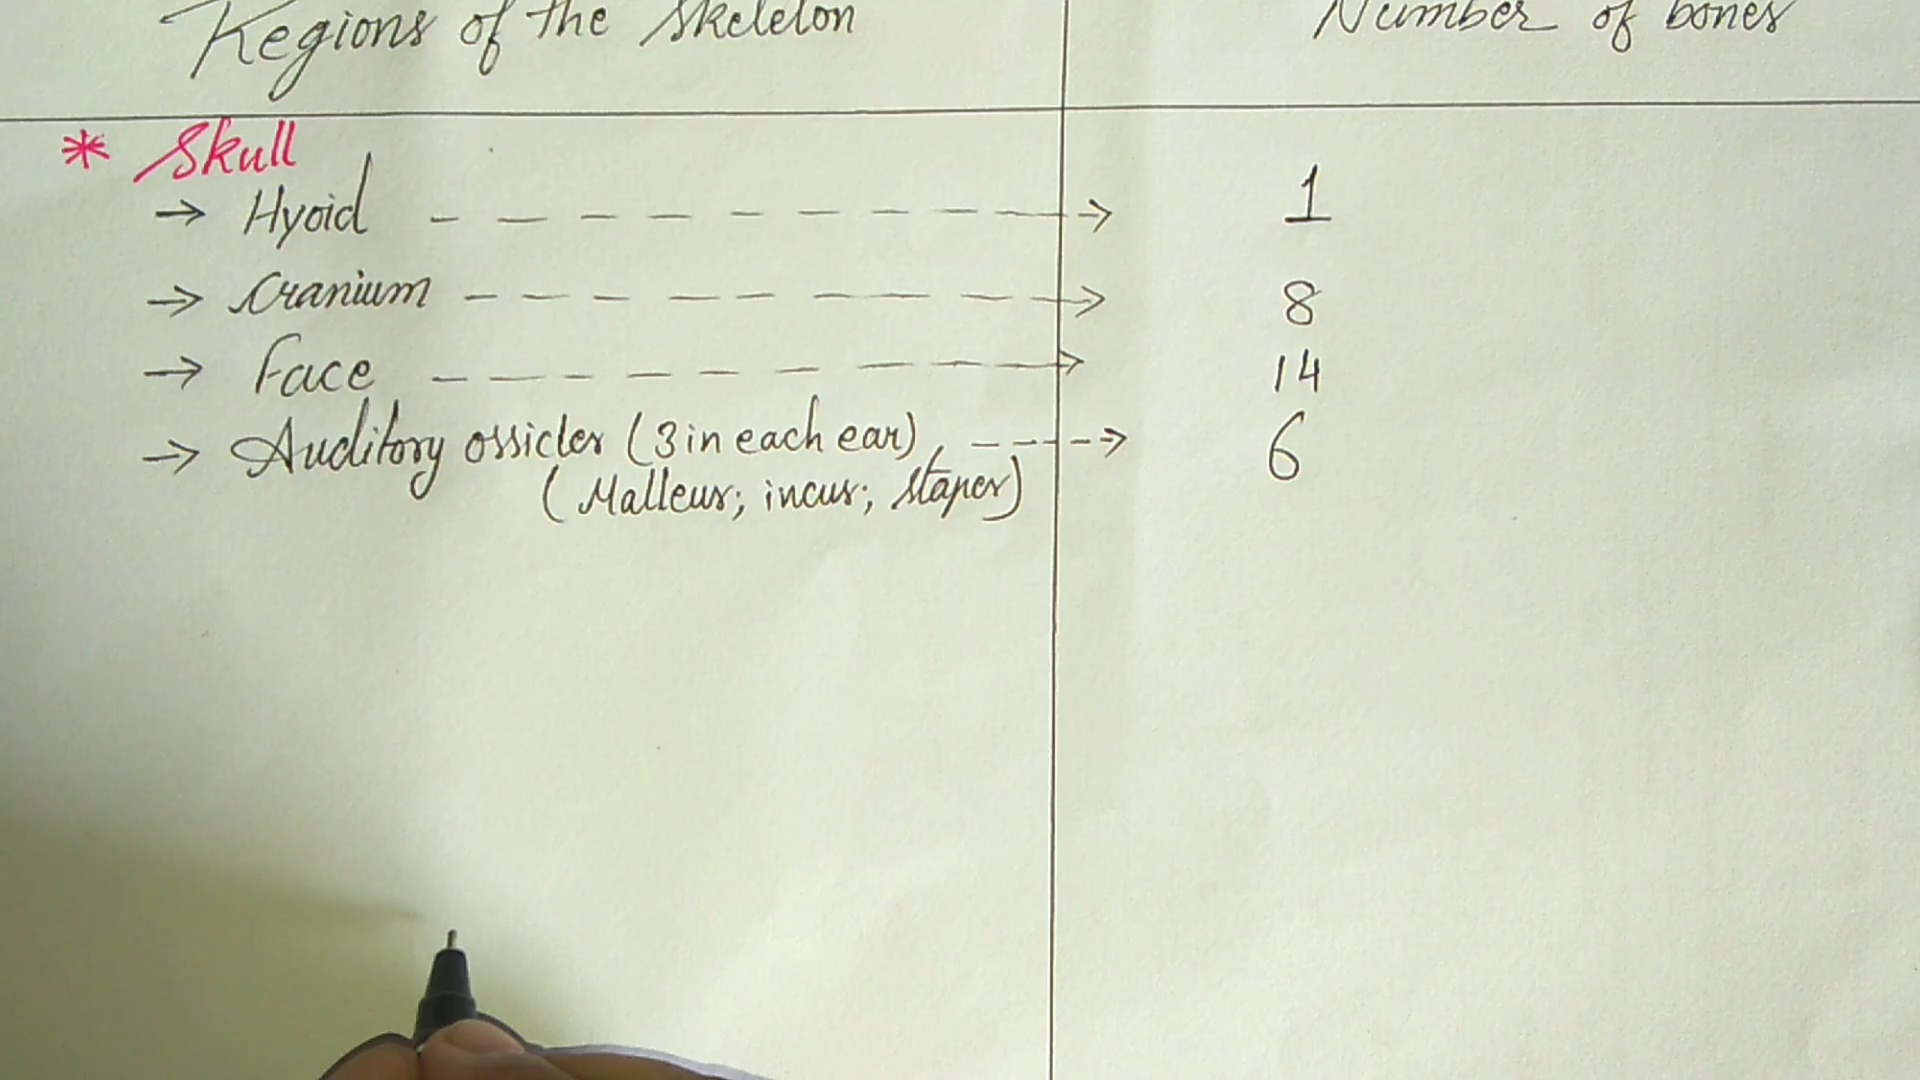 Regions of the Skeleton Number of bones
* Skull
→ Hyoid - - - - - - - - - → 1
→ Cranium - - - - - - - - → 8
→ Face - - - - - - - - → 14
→ Auditory ossicles (3 in each ear), - - - - → 6
(Malleus; incus; stapes)